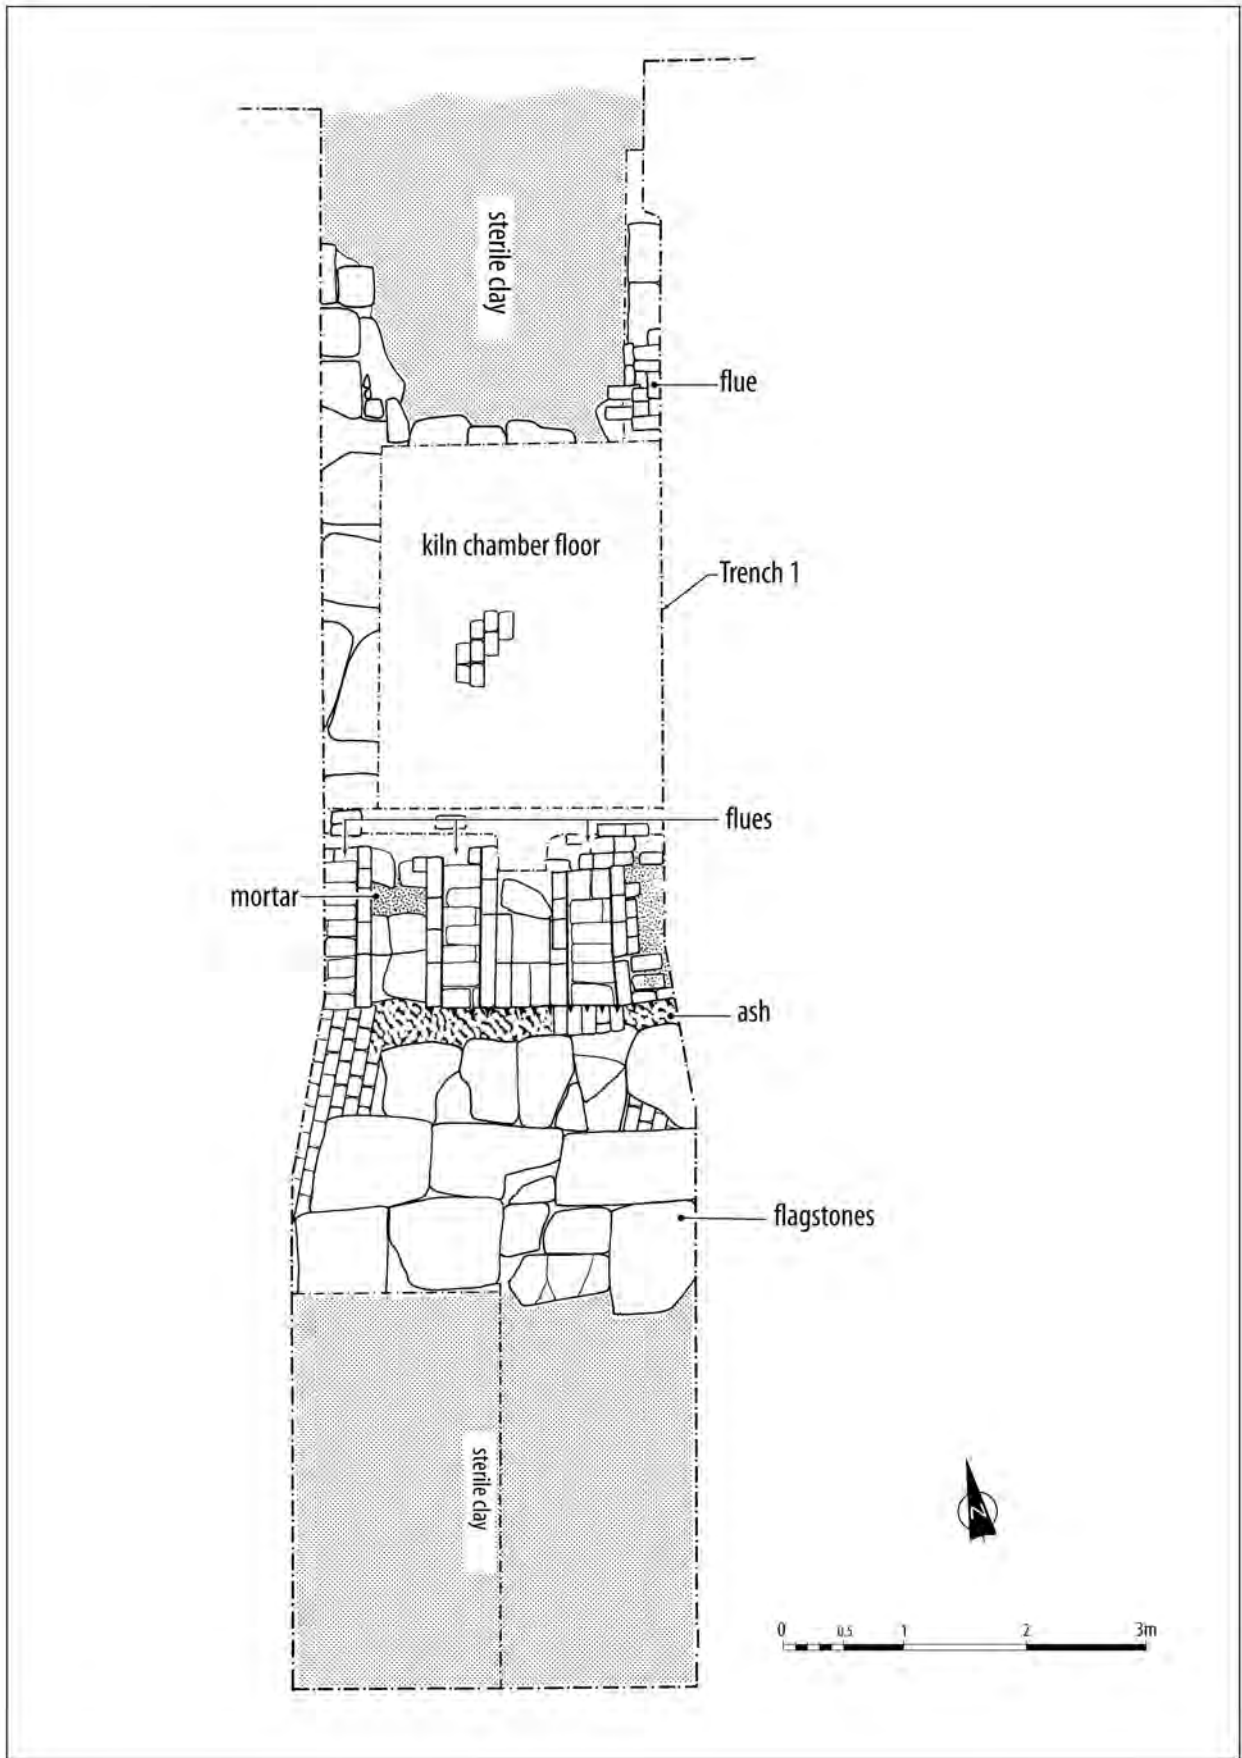 sterile clay
flue
kiln chamber floor
Trench 1
flues
mortar
ash
flagstones
sterile clay
N
0 0.5 1 2 3m